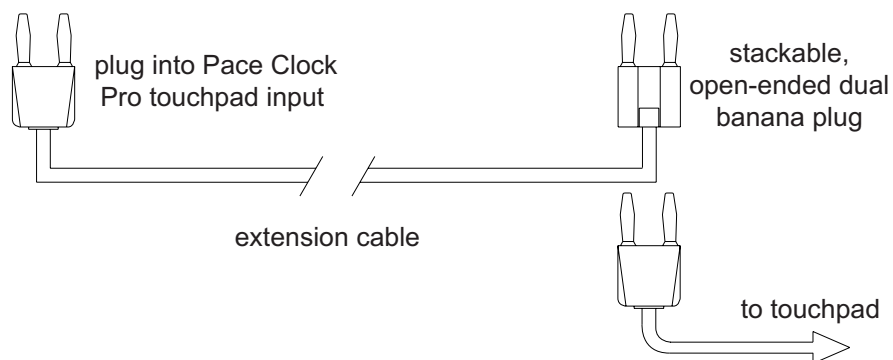 plug into Pace Clock
Pro touchpad input
stackable,
open-ended dual
banana plug
extension cable
to touchpad